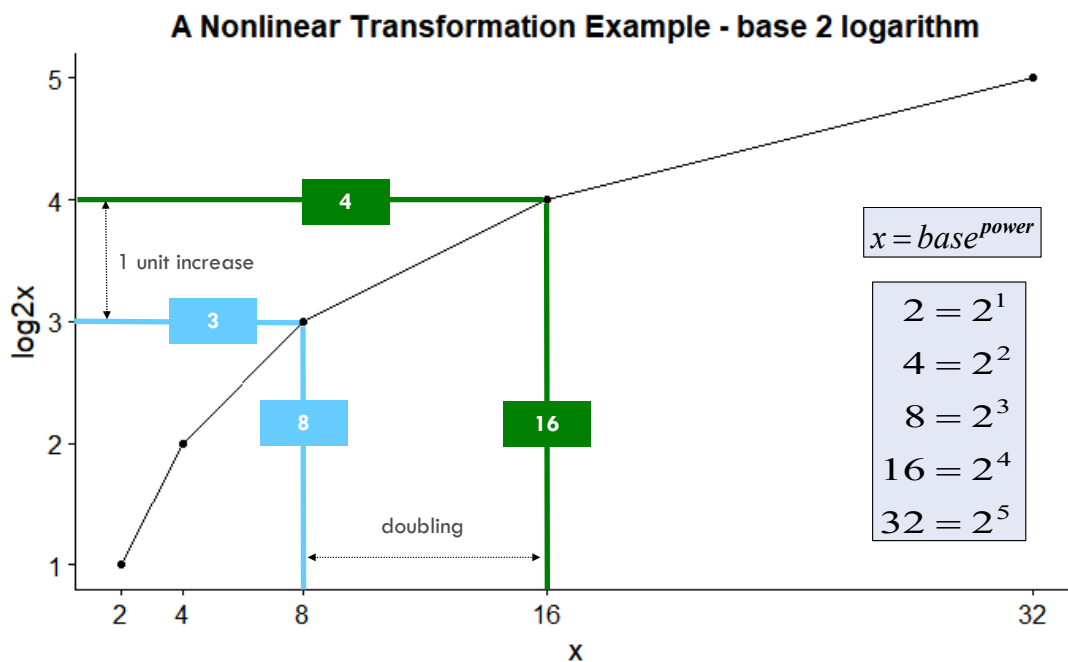 A Nonlinear Transformation Example - base 2 logarithm
log2x
5
4
3
2
1
4
1 unit increase
3
8
16
doubling
x = base^power
2 = 2^1
4 = 2^2
8 = 2^3
16 = 2^4
32 = 2^5
2 4 8 16 32
x